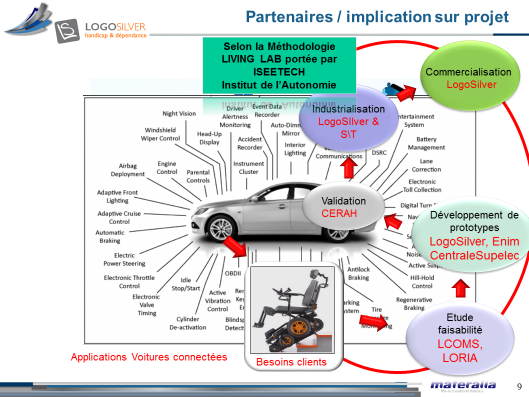 Partenaires / implication sur projet
LOGOSILVER
handicap & dépendance
Selon la Méthodologie
LIVING LAB portée par
ISEETECH
Institut de l'Autonomie
Commercialisation
LogoSilver
Industrialisation
LogoSIlver &
S\T
Validation
CERAH
Développement de
prototypes
LogoSilver, Enim
CentraleSupelec
Etude
faisabilité
LCOMS,
LORIA
Besoins clients
Applications Voitures connectées
Night Vision
Driver
Alertness
Monitoring
Event Data
Recorder
Windshield
Wiper Control
Head-Up
Display
Accident
Recorder
Auto-Dimm
Mirror
Interior
Lighting
Instrument
Cluster
Communications
DSRC
Entertainment
System
Battery
Management
Lane
Correction
Electronic
Toll Collection
Digital Turn
Airbag
Deployment
Engine
Control
Parental
Controls
Adaptive Front
Lighting
Adaptive Cruise
Control
Automatic
Braking
Electric
Power Steering
Electronic Throttle
Control
Electronic
Valve
Timing
Idle
Stop/Start
Cylinder
De-activation
Active
Vibration
Control
OBDII
Antilock
Braking
Tire
Hill-Hold
Control
Regenerative
Braking
materalia
9